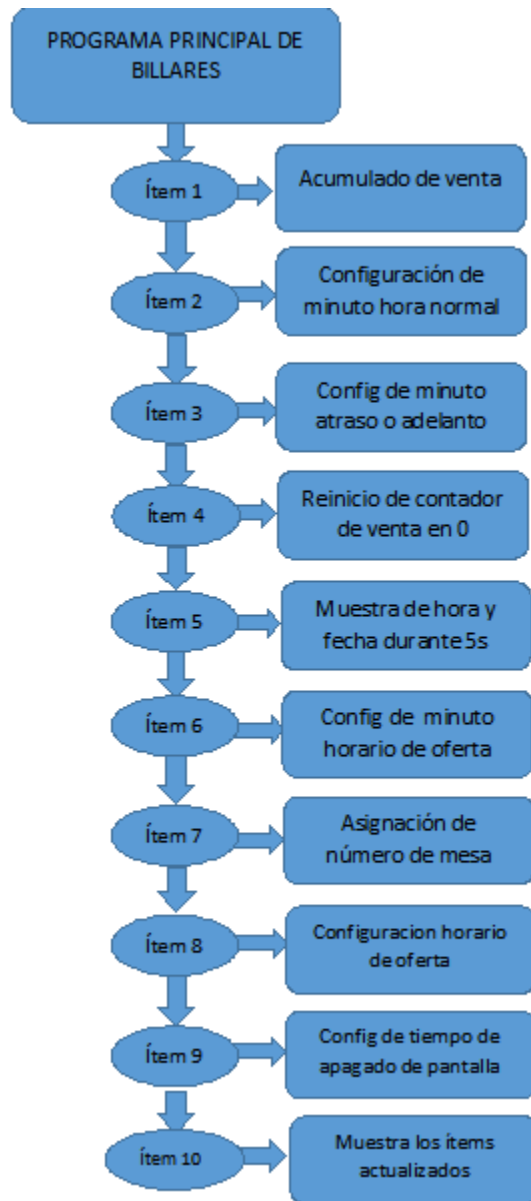 PROGRAMA PRINCIPAL DE
BILLARES
Ítem 1
Acumulado de venta
Ítem 2
Configuración de
minuto hora normal
Ítem 3
Config de minuto
atraso o adelanto
Ítem 4
Reinicio de contador
de venta en 0
Ítem 5
Muestra de hora y
fecha durante 5s
Ítem 6
Config de minuto
horario de oferta
Ítem 7
Asignación de
número de mesa
Ítem 8
Configuracion horario
de oferta
Ítem 9
Config de tiempo de
apagado de pantalla
Ítem 10
Muestra los ítems
actualizados